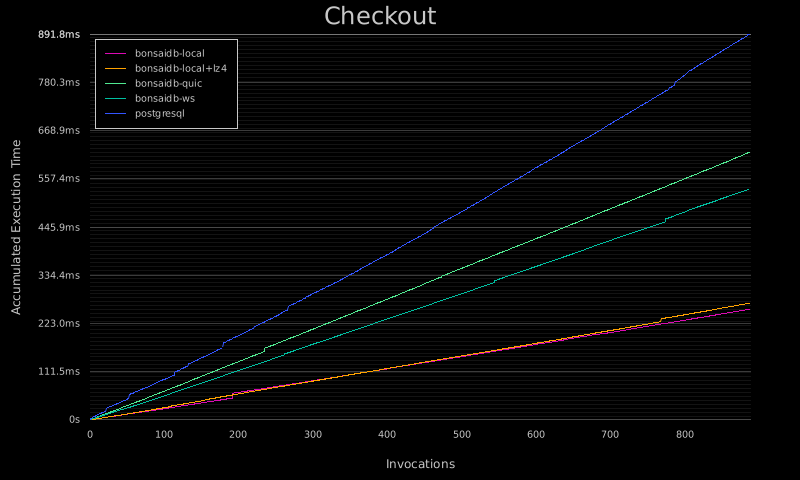 Checkout
891.8ms
780.3ms
668.9ms
557.4ms
445.9ms
334.4ms
223.0ms
111.5ms
0s
bonsaidb-local
bonsaidb-local+lz4
bonsaidb-quic
bonsaidb-ws
postgresql
Accumulated Execution Time
0 100 200 300 400 500 600 700 800
Invocations